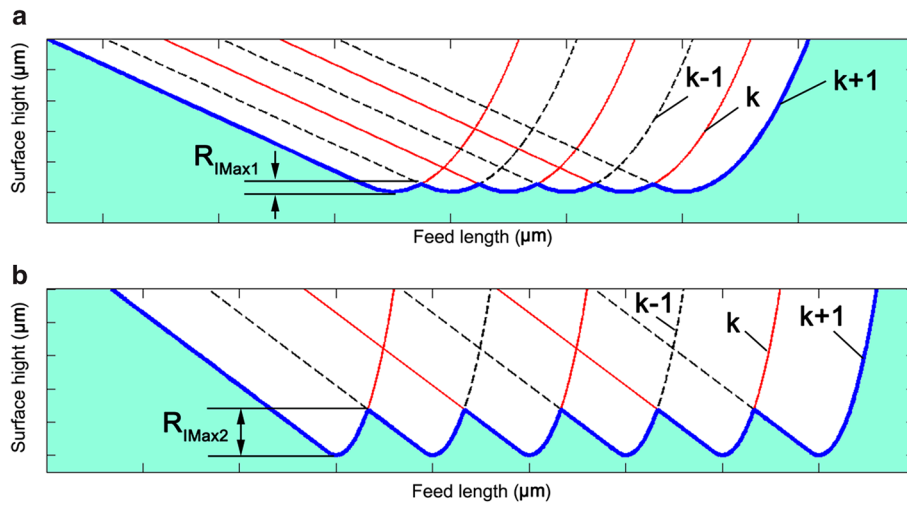 a
Surface hight (µm)
R_IMax1
k-1
k
k+1
Feed length (µm)
b
Surface hight (µm)
R_IMax2
k-1
k
k+1
Feed length (µm)